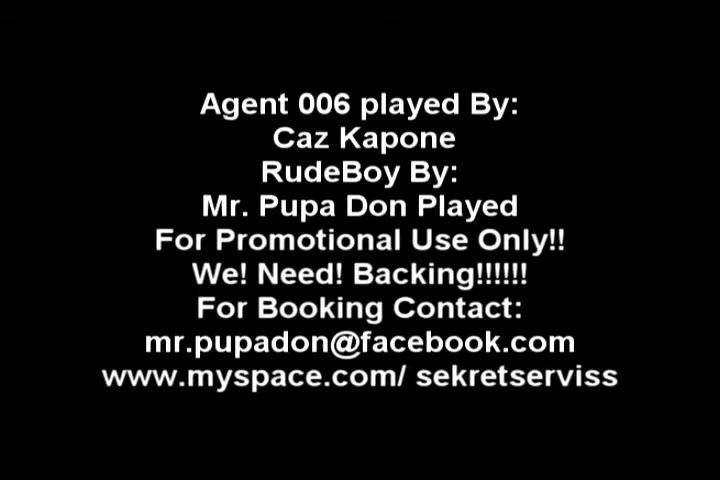 Agent 006 played By:
Caz Kapone
RudeBoy By:
Mr. Pupa Don Played
For Promotional Use Only!!
We! Need! Backing!!!!!!
For Booking Contact:
mr.pupadon@facebook.com
www.myspace.com/ sekretserviss